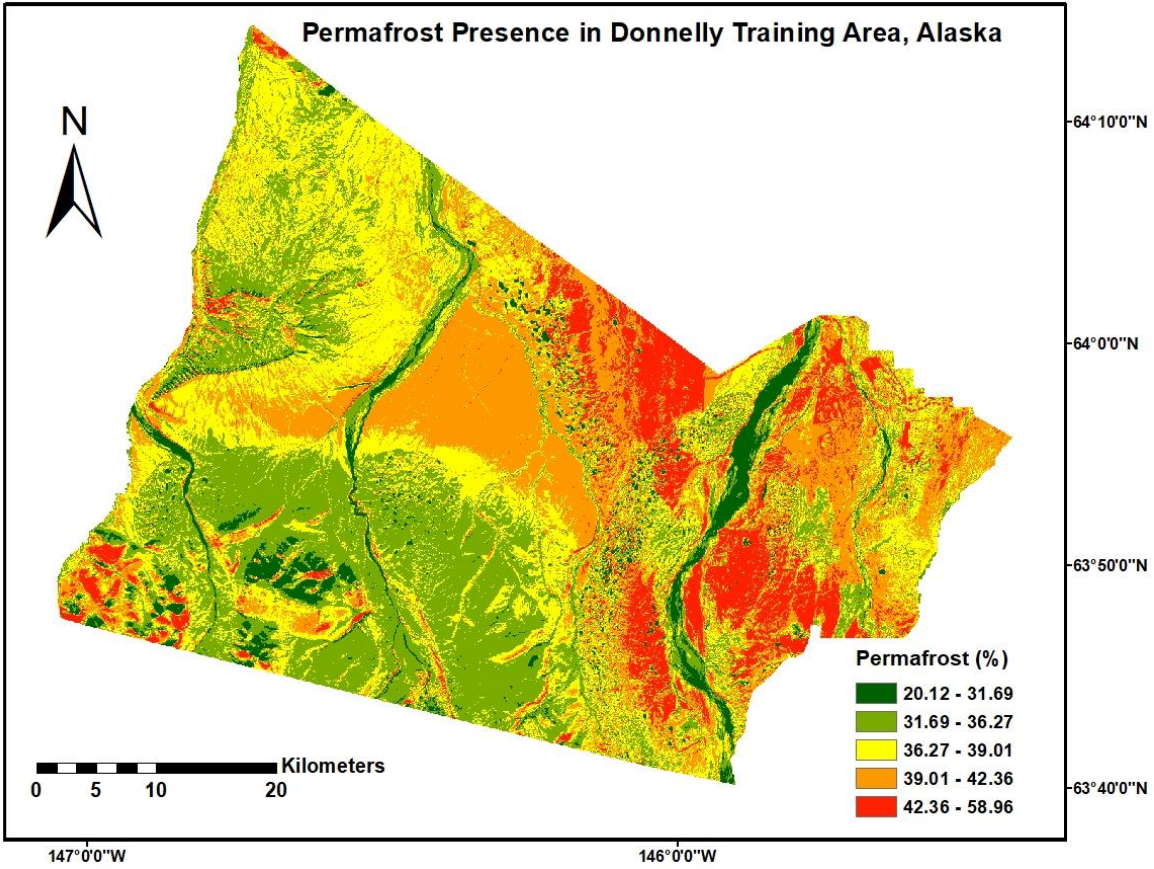 Permafrost Presence in Donnelly Training Area, Alaska
N
64°10'0"N
64°0'0"N
63°50'0"N
Permafrost (%)
20.12 - 31.69
31.69 - 36.27
36.27 - 39.01
39.01 - 42.36
42.36 - 58.96
Kilometers
0 5 10 20
63°40'0"N
147°0'0"W 146°0'0"W